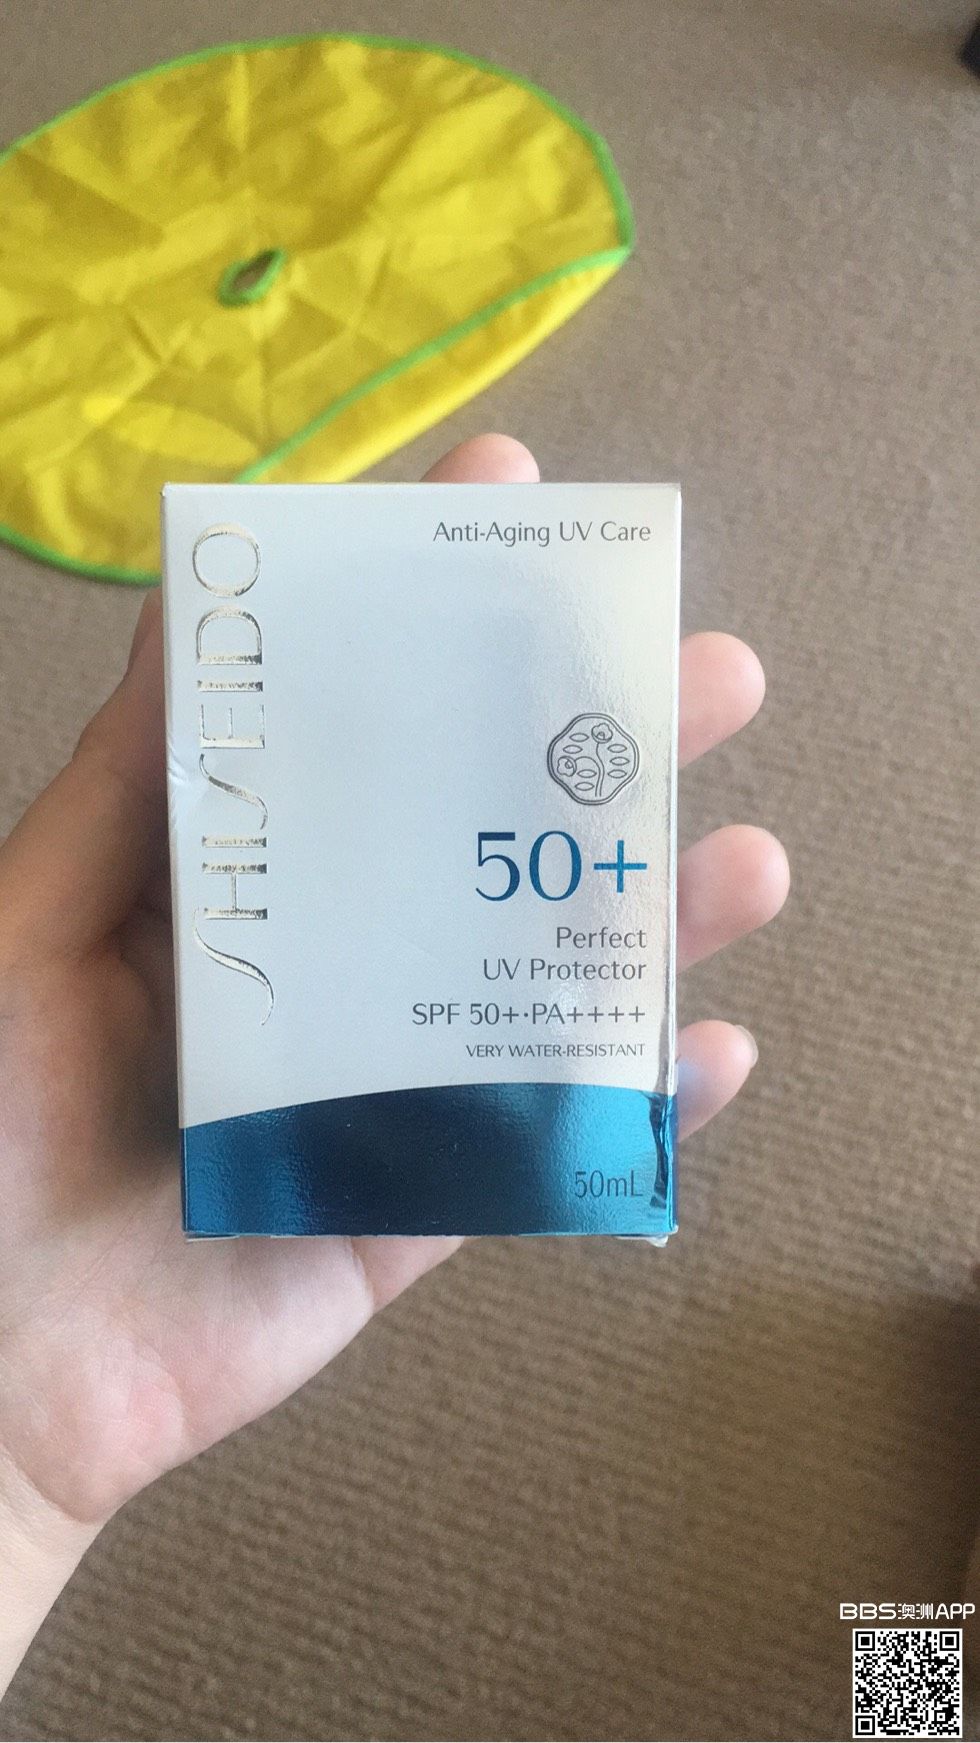 Anti-Aging UV Care
SHISEIDO
50+
Perfect
UV Protector
SPF 50+·PA++++
VERY WATER-RESISTANT
50mL
BBS澳洲APP